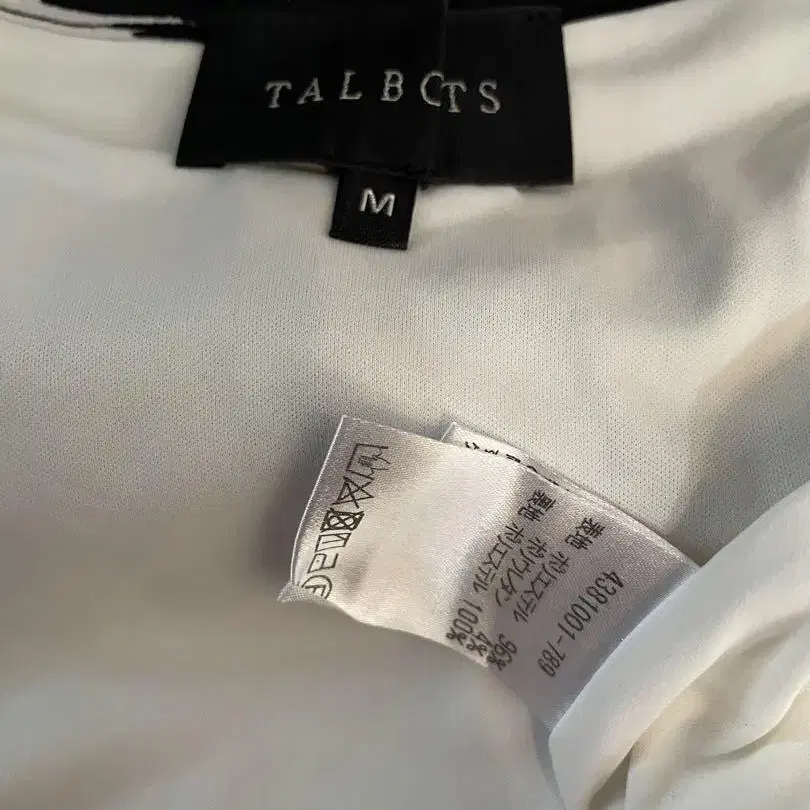 TALBOTS
M
4381001-789
表地 ポリエステル 96%
ポリウレタン 4%
裏地 ポリエステル 100%